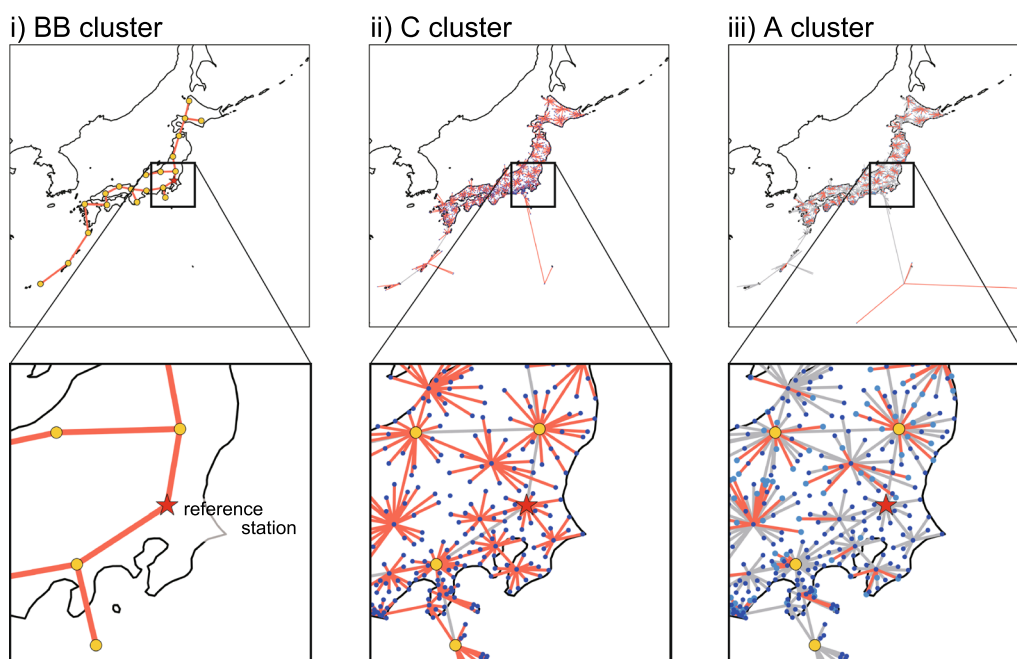 i) BB cluster
ii) C cluster
iii) A cluster
reference
station